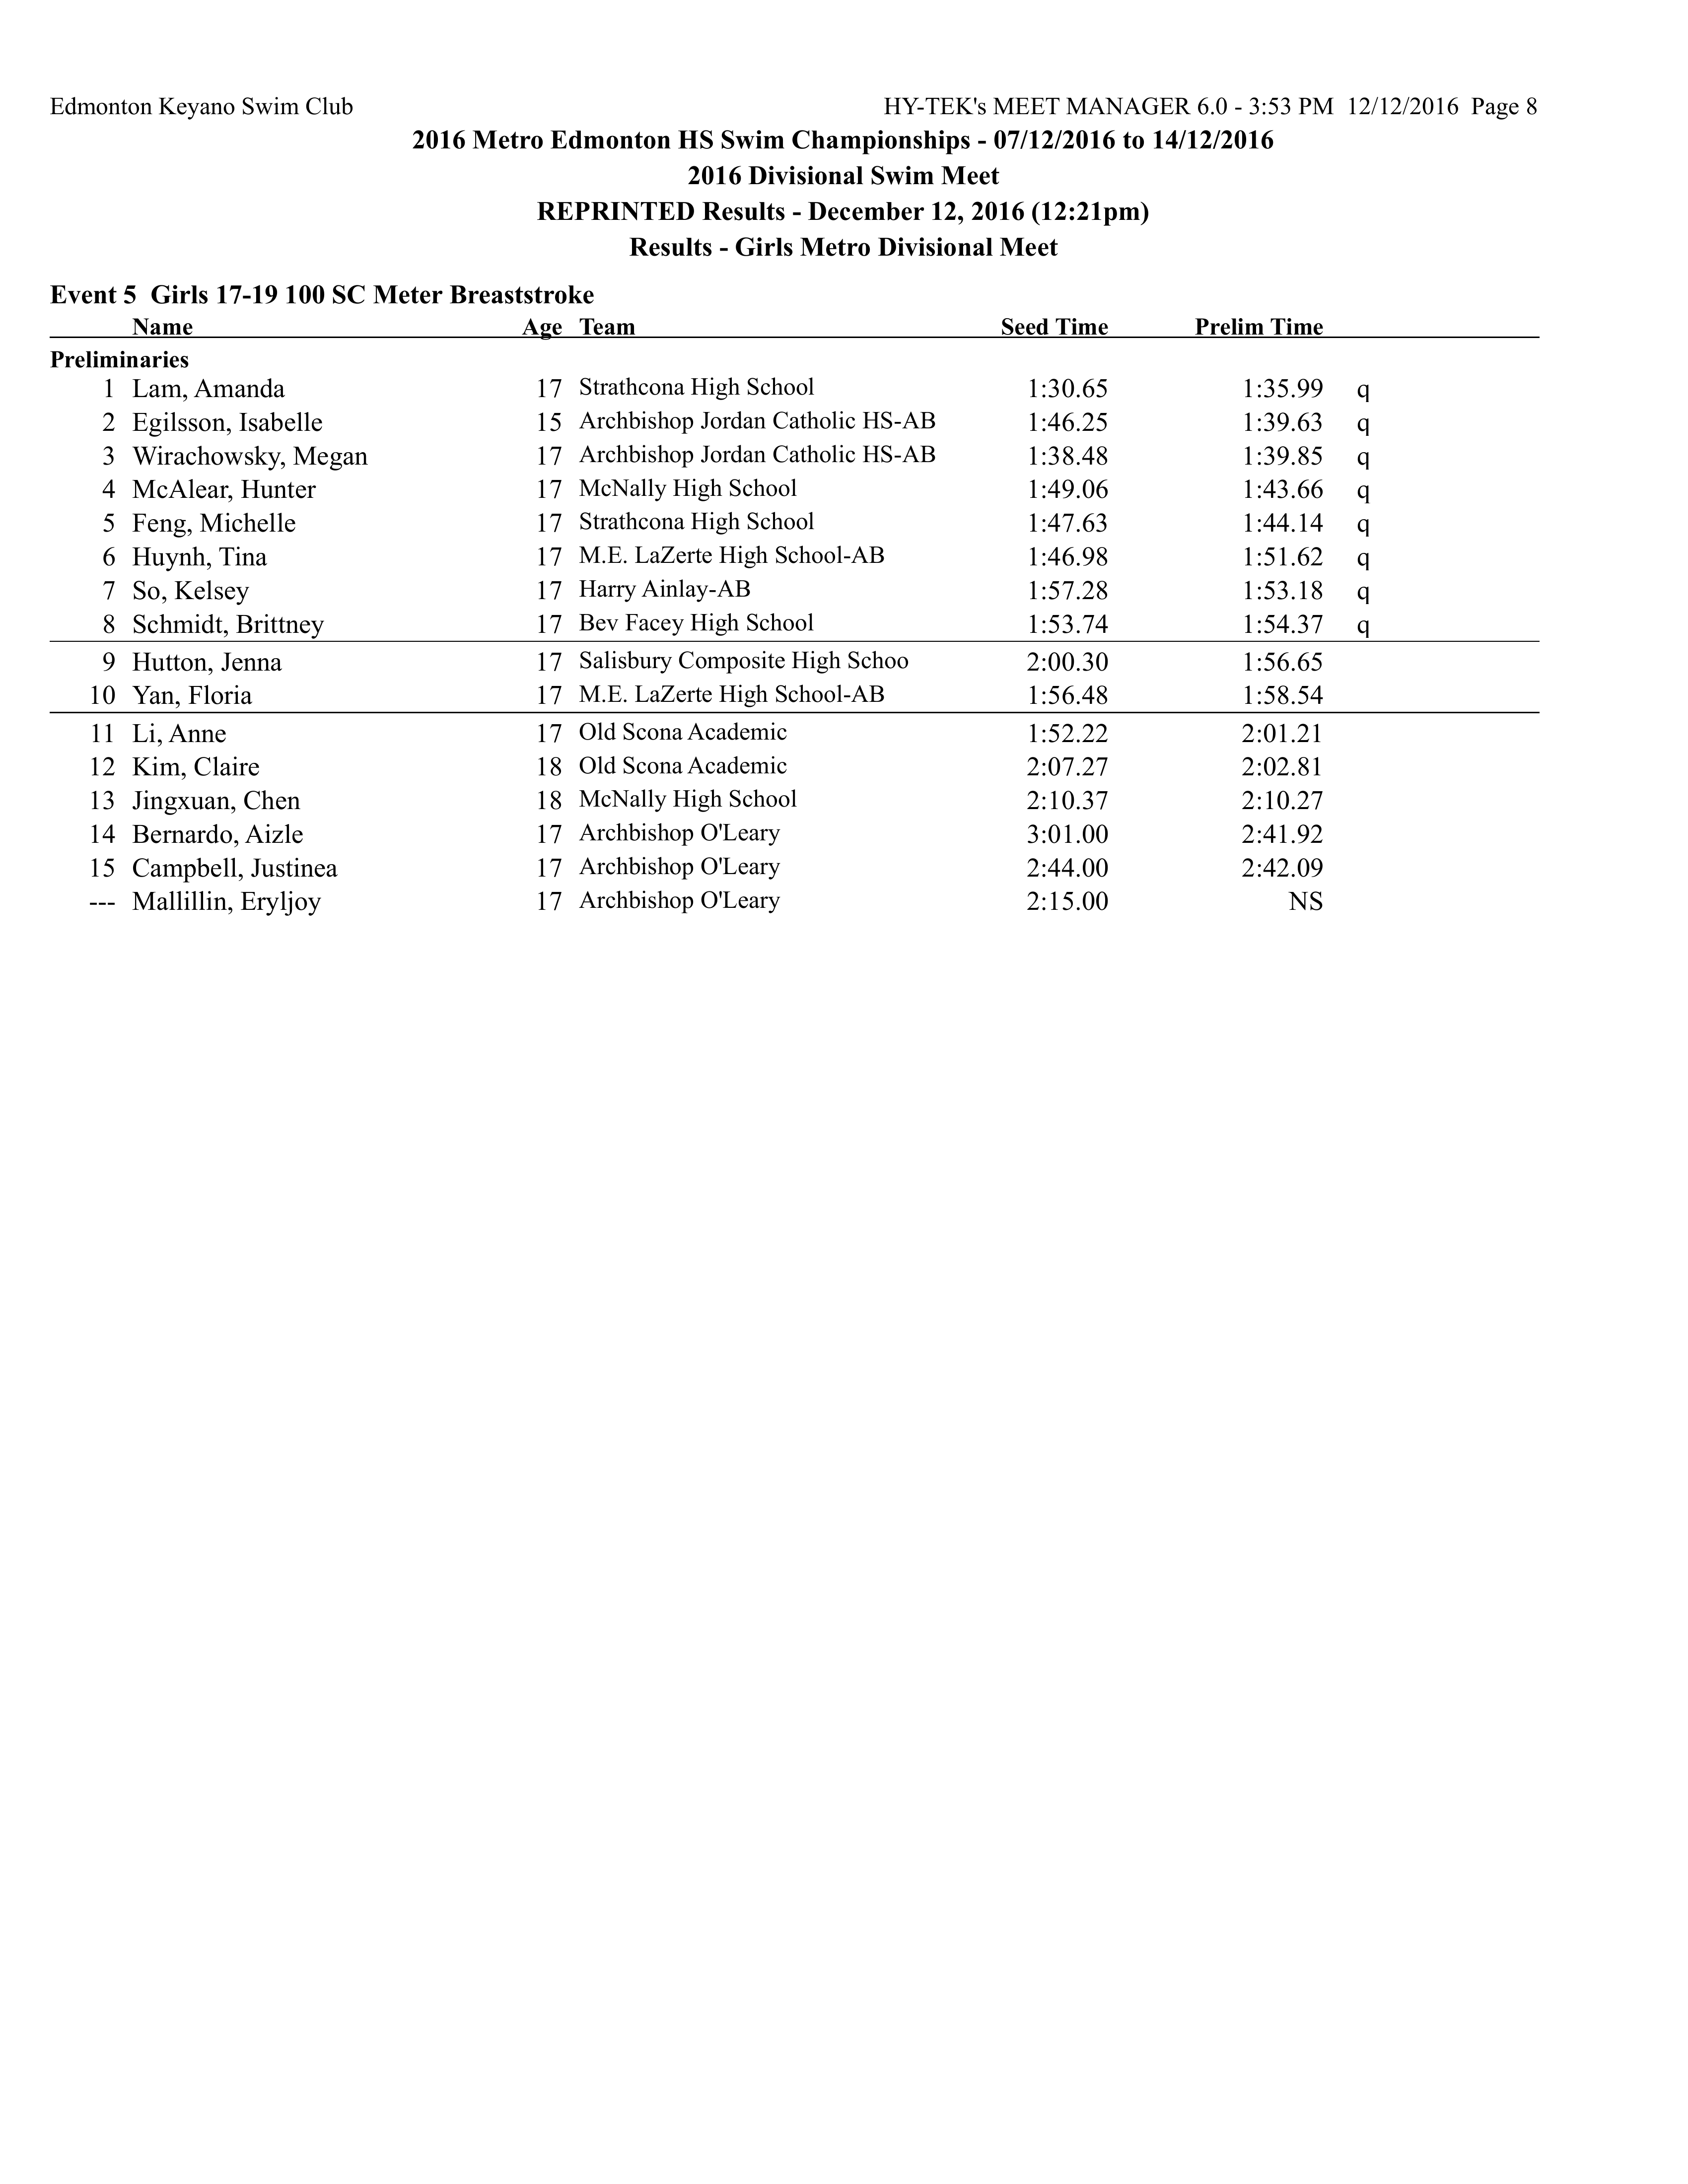 Edmonton Keyano Swim Club HY-TEK's MEET MANAGER 6.0 - 3:53 PM 12/12/2016 Page 8
2016 Metro Edmonton HS Swim Championships - 07/12/2016 to 14/12/2016
2016 Divisional Swim Meet
REPRINTED Results - December 12, 2016 (12:21pm)
Results - Girls Metro Divisional Meet
Event 5 Girls 17-19 100 SC Meter Breaststroke
Name Age Team Seed Time Prelim Time
Preliminaries
1 Lam, Amanda 17 Strathcona High School 1:30.65 1:35.99 q
2 Egilsson, Isabelle 15 Archbishop Jordan Catholic HS-AB 1:46.25 1:39.63 q
3 Wirachowsky, Megan 17 Archbishop Jordan Catholic HS-AB 1:38.48 1:39.85 q
4 McAlear, Hunter 17 McNally High School 1:49.06 1:43.66 q
5 Feng, Michelle 17 Strathcona High School 1:47.63 1:44.14 q
6 Huynh, Tina 17 M.E. LaZerte High School-AB 1:46.98 1:51.62 q
7 So, Kelsey 17 Harry Ainlay-AB 1:57.28 1:53.18 q
8 Schmidt, Brittney 17 Bev Facey High School 1:53.74 1:54.37 q
9 Hutton, Jenna 17 Salisbury Composite High Schoo 2:00.30 1:56.65
10 Yan, Floria 17 M.E. LaZerte High School-AB 1:56.48 1:58.54
11 Li, Anne 17 Old Scona Academic 1:52.22 2:01.21
12 Kim, Claire 18 Old Scona Academic 2:07.27 2:02.81
13 Jingxuan, Chen 18 McNally High School 2:10.37 2:10.27
14 Bernardo, Aizle 17 Archbishop O'Leary 3:01.00 2:41.92
15 Campbell, Justinea 17 Archbishop O'Leary 2:44.00 2:42.09
--- Mallillin, Eryljoy 17 Archbishop O'Leary 2:15.00 NS